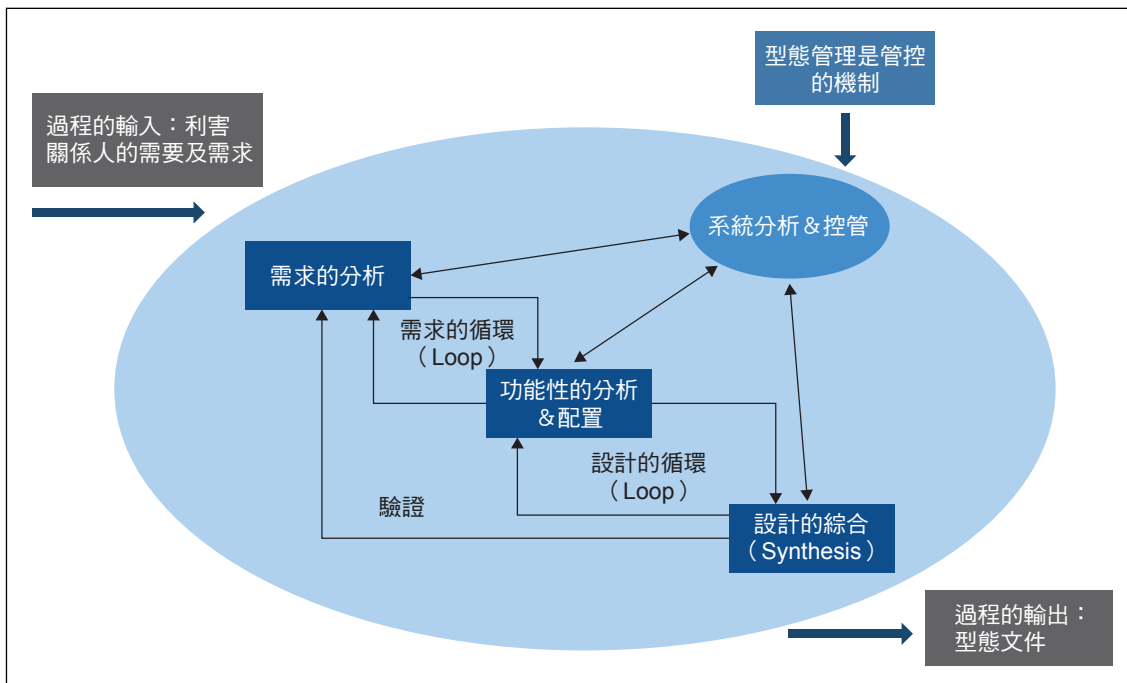 型態管理是管控
的機制
過程的輸入：利害
關係人的需要及需求
系統分析＆控管
需求的分析
需求的循環
（Loop）
功能性的分析
＆配置
設計的循環
（Loop）
驗證
設計的綜合
（Synthesis）
過程的輸出：
型態文件